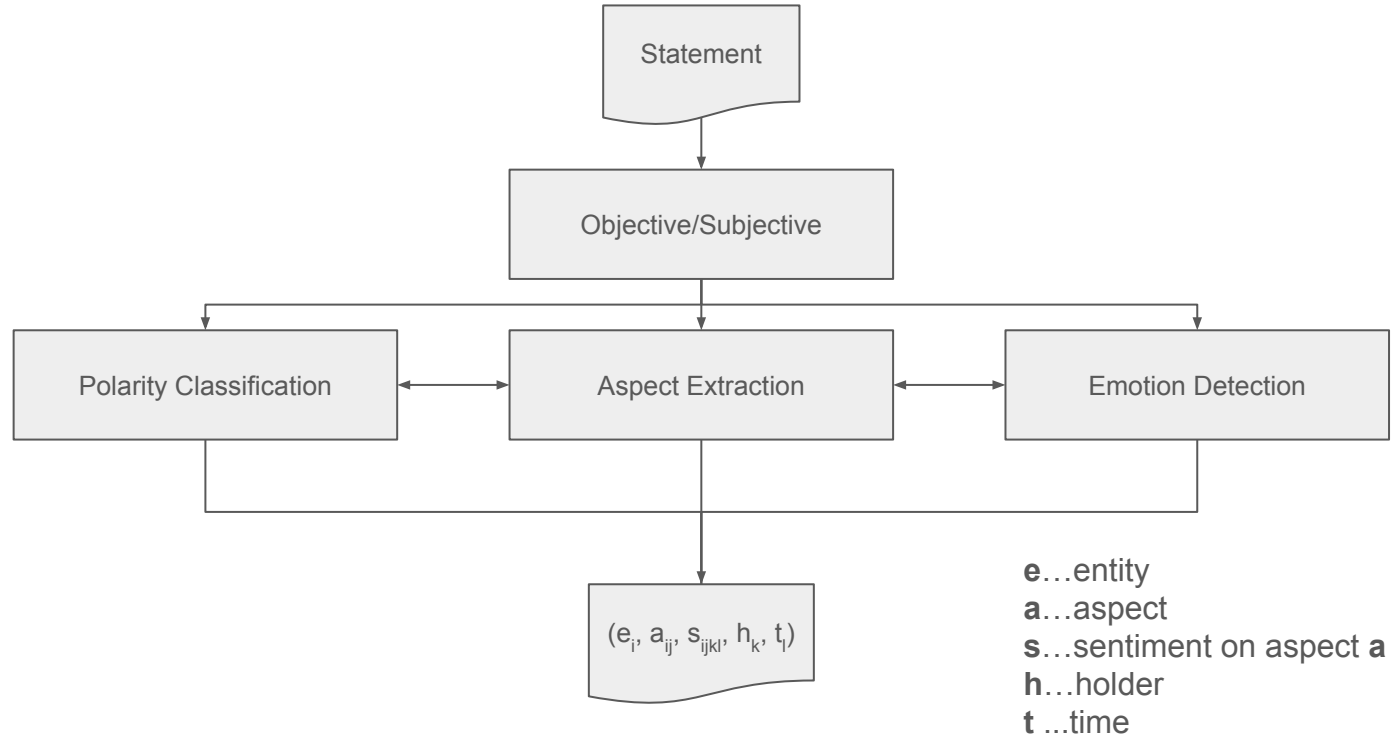 Statement
Objective/Subjective
Polarity Classification
Aspect Extraction
Emotion Detection
(eᵢ, aᵢⱼ, sᵢⱼₖₗ, hₖ, tₗ)
e…entity
a…aspect
s…sentiment on aspect a
h…holder
t ...time